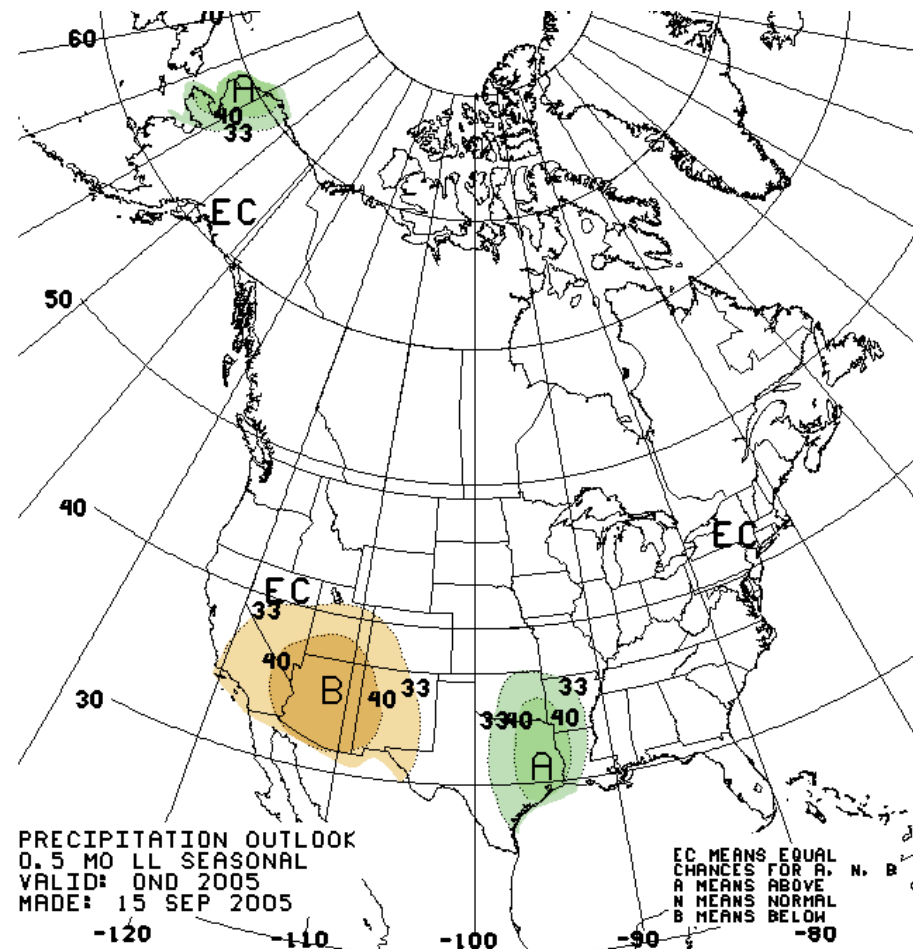 70
60
A
40
33
EC
50
40
EC
EC
33
40
B
40
33
30
33
33
40
40
A
PRECIPITATION OUTLOOK
0.5 MO LL SEASONAL
VALID: OND 2005
MADE: 15 SEP 2005
EC MEANS EQUAL
CHANCES FOR A, N, B
A MEANS ABOVE
N MEANS NORMAL
B MEANS BELOW
-120
-110
-100
-90
-80